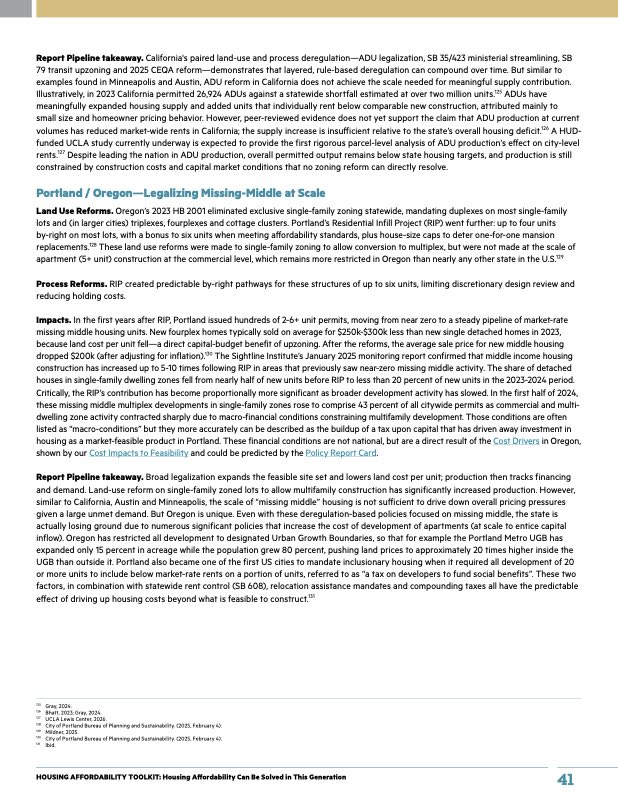 Report Pipeline takeaway. California's paired land-use and process deregulation—ADU legalization, SB 35/423 ministerial streamlining, SB
79 transit upzoning and 2025 CEQA reform—demonstrates that layered, rule-based deregulation can compound over time. But similar to
examples found in Minneapolis and Austin, ADU reform in California does not achieve the scale needed for meaningful supply contribution.
Illustratively, in 2023 California permitted 26,924 ADUs against a statewide shortfall estimated at over two million units.125 ADUs have
meaningfully expanded housing supply and added units that individually rent below comparable new construction, attributed mainly to
small size and homeowner pricing behavior. However, peer-reviewed evidence does not yet support the claim that ADU production at current
volumes has reduced market-wide rents in California; the supply increase is insufficient relative to the state's overall housing deficit.126 A HUD-
funded UCLA study currently underway is expected to provide the first rigorous parcel-level analysis of ADU production's effect on city-level
rents.127 Despite leading the nation in ADU production, overall permitted output remains below state housing targets, and production is still
constrained by construction costs and capital market conditions that no zoning reform can directly resolve.
Portland / Oregon—Legalizing Missing-Middle at Scale
Land Use Reforms. Oregon's 2023 HB 2001 eliminated exclusive single-family zoning statewide, mandating duplexes on most single-family
lots and (in larger cities) triplexes, fourplexes and cottage clusters. Portland's Residential Infill Project (RIP) went further: up to four units
by-right on most lots, with a bonus to six units when meeting affordability standards, plus house-size caps to deter one-for-one mansion
replacements.128 These land use reforms were made to single-family zoning to allow conversion to multiplex, but were not made at the scale of
apartment (5+ unit) construction at the commercial level, which remains more restricted in Oregon than nearly any other state in the U.S.129
Process Reforms. RIP created predictable by-right pathways for these structures of up to six units, limiting discretionary design review and
reducing holding costs.
Impacts. In the first years after RIP, Portland issued hundreds of 2-6+ unit permits, moving from near zero to a steady pipeline of market-rate
missing middle housing units. New fourplex homes typically sold on average for $250k-$300k less than new single detached homes in 2023,
because land cost per unit fell—a direct capital-budget benefit of upzoning. After the reforms, the average sale price for new middle housing
dropped $200k (after adjusting for inflation).130 The Sightline Institute's January 2025 monitoring report confirmed that middle income housing
construction has increased up to 5-10 times following RIP in areas that previously saw near-zero missing middle activity. The share of detached
houses in single-family dwelling zones fell from nearly half of new units before RIP to less than 20 percent of new units in the 2023-2024 period.
Critically, the RIP's contribution has become proportionally more significant as broader development activity has slowed. In the first half of 2024,
these missing middle multiplex developments in single-family zones rose to comprise 43 percent of all citywide permits as commercial and multi-
dwelling zone activity contracted sharply due to macro-financial conditions constraining multifamily development. Those conditions are often
listed as "macro-conditions" but they more accurately can be described as the buildup of a tax upon capital that has driven away investment in
housing as a market-feasible product in Portland. These financial conditions are not national, but are a direct result of the Cost Drivers in Oregon,
shown by our Cost Impacts to Feasibility and could be predicted by the Policy Report Card.
Report Pipeline takeaway. Broad legalization expands the feasible site set and lowers land cost per unit; production then tracks financing
and demand. Land-use reform on single-family zoned lots to allow multifamily construction has significantly increased production. However,
similar to California, Austin and Minneapolis, the scale of "missing middle" housing is not sufficient to drive down overall pricing pressures
given a large unmet demand. But Oregon is unique. Even with these deregulation-based policies focused on missing middle, the state is
actually losing ground due to numerous significant policies that increase the cost of development of apartments (at scale to entice capital
inflow). Oregon has restricted all development to designated Urban Growth Boundaries, so that for example the Portland Metro UGB has
expanded only 15 percent in acreage while the population grew 80 percent, pushing land prices to approximately 20 times higher inside the
UGB than outside it. Portland also became one of the first US cities to mandate inclusionary housing when it required all development of 20
or more units to include below market-rate rents on a portion of units, referred to as "a tax on developers to fund social benefits". These two
factors, in combination with statewide rent control (SB 608), relocation assistance mandates and compounding taxes all have the predictable
effect of driving up housing costs beyond what is feasible to construct.131
125 Gray, 2024.
126 Bhatt, 2023; Gray, 2024.
127 UCLA Lewis Center, 2026.
128 City of Portland Bureau of Planning and Sustainability. (2025, February 4).
129 Mildner, 2025.
130 City of Portland Bureau of Planning and Sustainability. (2025, February 4).
131 Ibid.
HOUSING AFFORDABILITY TOOLKIT: Housing Affordability Can Be Solved in This Generation
41